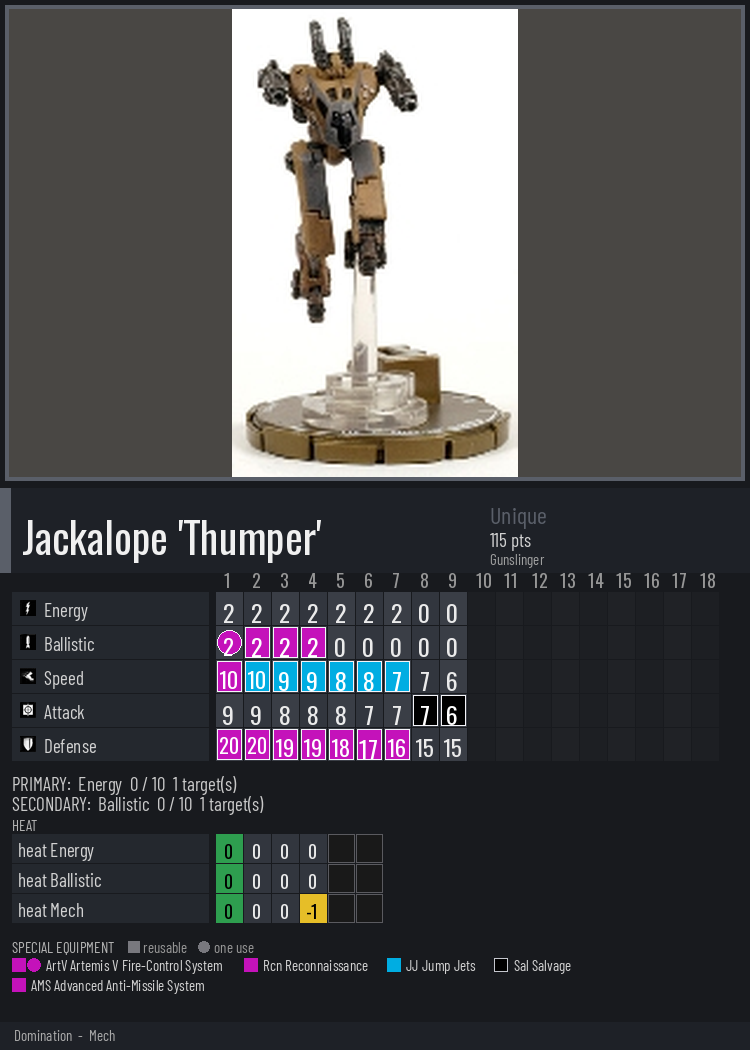 Jackalope 'Thumper'
Unique
115 pts
Gunslinger
1 2 3 4 5 6 7 8 9 10 11 12 13 14 15 16 17 18
Energy 2 2 2 2 2 2 2 0 0
Ballistic 2 2 2 2 0 0 0 0 0
Speed 10 10 9 9 8 8 7 7 6
Attack 9 9 8 8 8 7 7 7 6
Defense 20 20 19 19 18 17 16 15 15
PRIMARY: Energy 0 / 10 1 target(s)
SECONDARY: Ballistic 0 / 10 1 target(s)
HEAT
heat Energy 0 0 0 0
heat Ballistic 0 0 0 0
heat Mech 0 0 0 -1
SPECIAL EQUIPMENT reusable one use
ArtV Artemis V Fire-Control System Rcn Reconnaissance JJ Jump Jets Sal Salvage
AMS Advanced Anti-Missile System
Domination - Mech